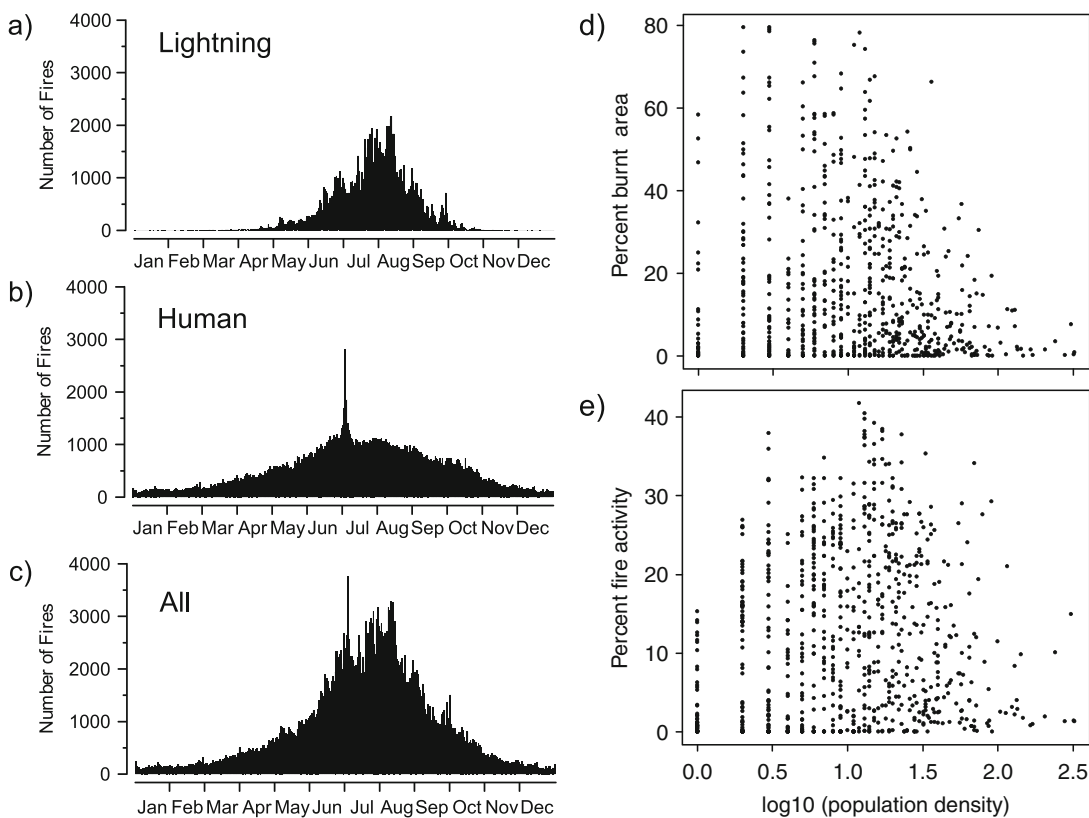 a)
Lightning
Number of Fires
4000
3000
2000
1000
0
Jan Feb Mar Apr May Jun Jul Aug Sep Oct Nov Dec
b)
Human
Number of Fires
4000
3000
2000
1000
0
Jan Feb Mar Apr May Jun Jul Aug Sep Oct Nov Dec
c)
All
Number of Fires
4000
3000
2000
1000
0
Jan Feb Mar Apr May Jun Jul Aug Sep Oct Nov Dec
d)
Percent burnt area
80
60
40
20
0
e)
Percent fire activity
40
30
20
10
0
0.0 0.5 1.0 1.5 2.0 2.5
log10 (population density)